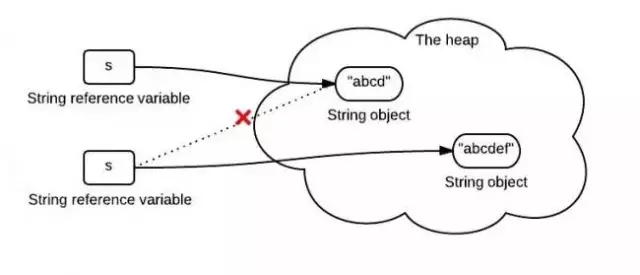 The heap
s
"abcd"
String reference variable
String object
s
"abcdef"
String reference variable
String object